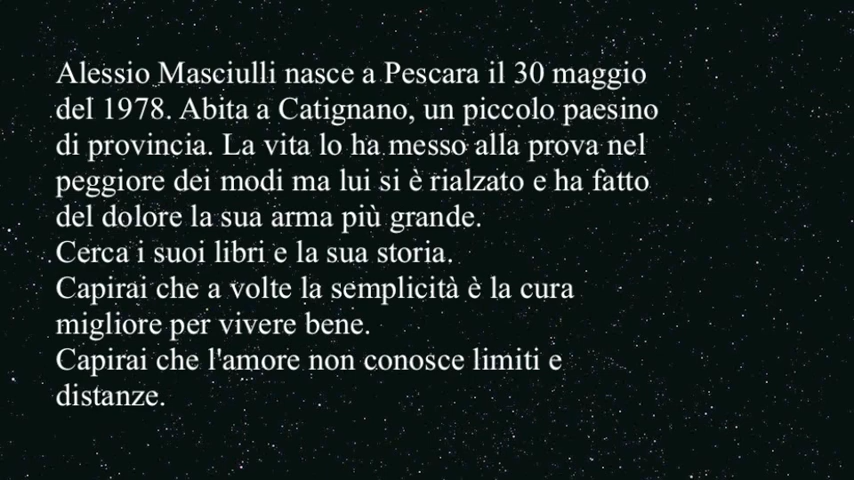 Alessio Masciulli nasce a Pescara il 30 maggio
del 1978. Abita a Catignano, un piccolo paesino
di provincia. La vita lo ha messo alla prova nel
peggiore dei modi ma lui si è rialzato e ha fatto
del dolore la sua arma più grande.
Cerca i suoi libri e la sua storia.
Capirai che a volte la semplicità è la cura
migliore per vivere bene.
Capirai che l'amore non conosce limiti e
distanze.